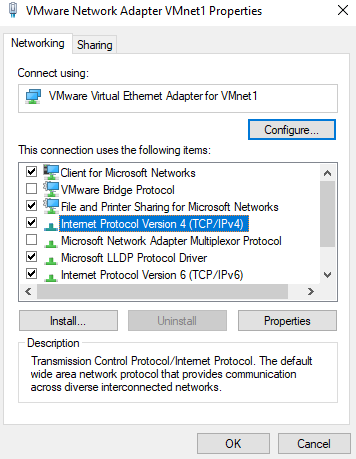 VMware Network Adapter VMnet1 Properties
Networking
Sharing
Connect using:
VMware Virtual Ethernet Adapter for VMnet1
Configure...
This connection uses the following items:
Client for Microsoft Networks
VMware Bridge Protocol
File and Printer Sharing for Microsoft Networks
Internet Protocol Version 4 (TCP/IPv4)
Microsoft Network Adapter Multiplexor Protocol
Microsoft LLDP Protocol Driver
Internet Protocol Version 6 (TCP/IPv6)
Install...
Uninstall
Properties
Description
Transmission Control Protocol/Internet Protocol. The default
wide area network protocol that provides communication
across diverse interconnected networks.
OK
Cancel